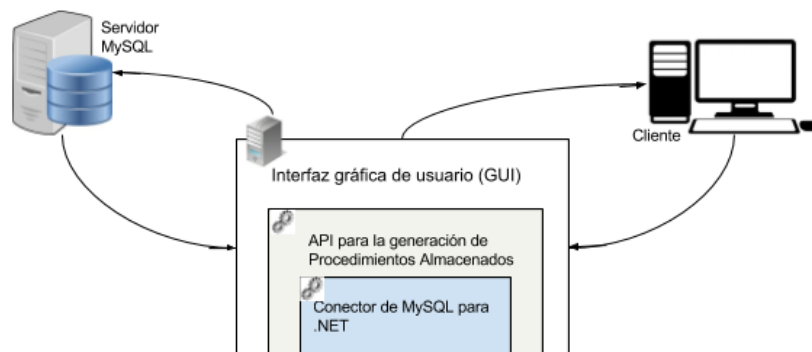 Servidor
MySQL
Cliente
Interfaz gráfica de usuario (GUI)
API para la generación de
Procedimientos Almacenados
Conector de MySQL para
.NET